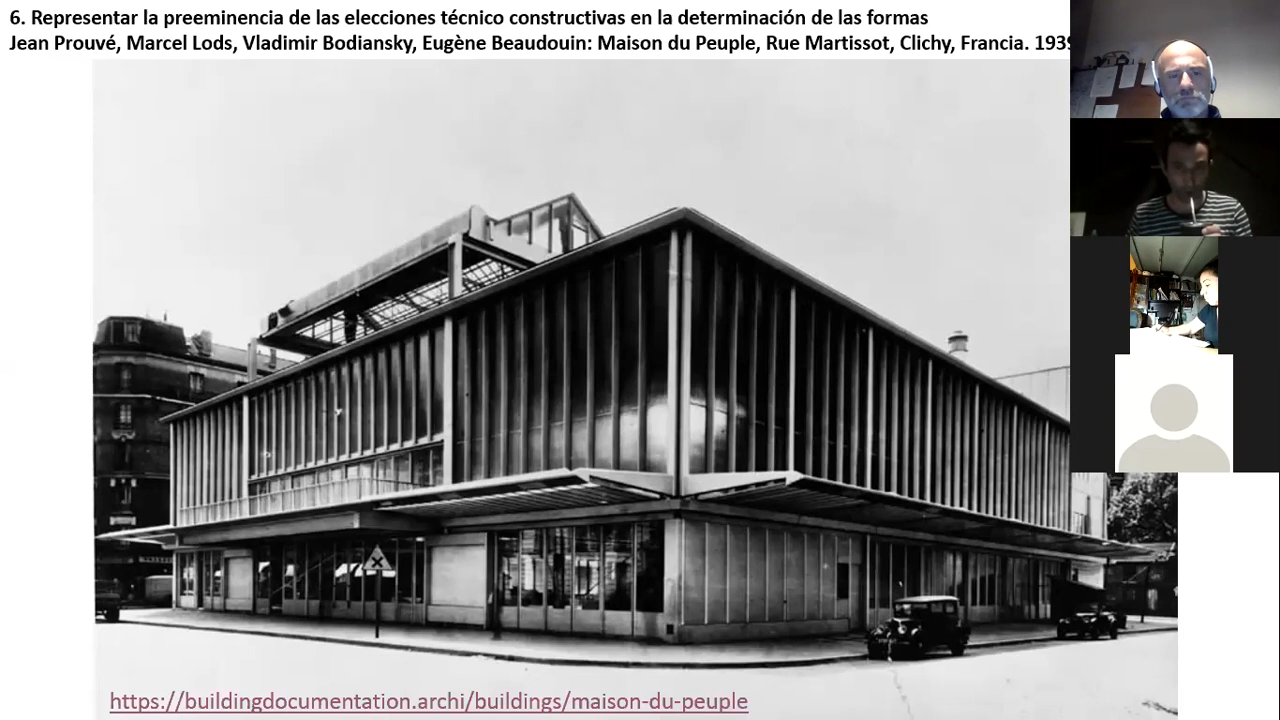 6. Representar la preeminencia de las elecciones técnico constructivas en la determinación de las formas
Jean Prouvé, Marcel Lods, Vladimir Bodiansky, Eugène Beaudouin: Maison du Peuple, Rue Martissot, Clichy, Francia. 1939
https://buildingdocumentation.archi/buildings/maison-du-peuple